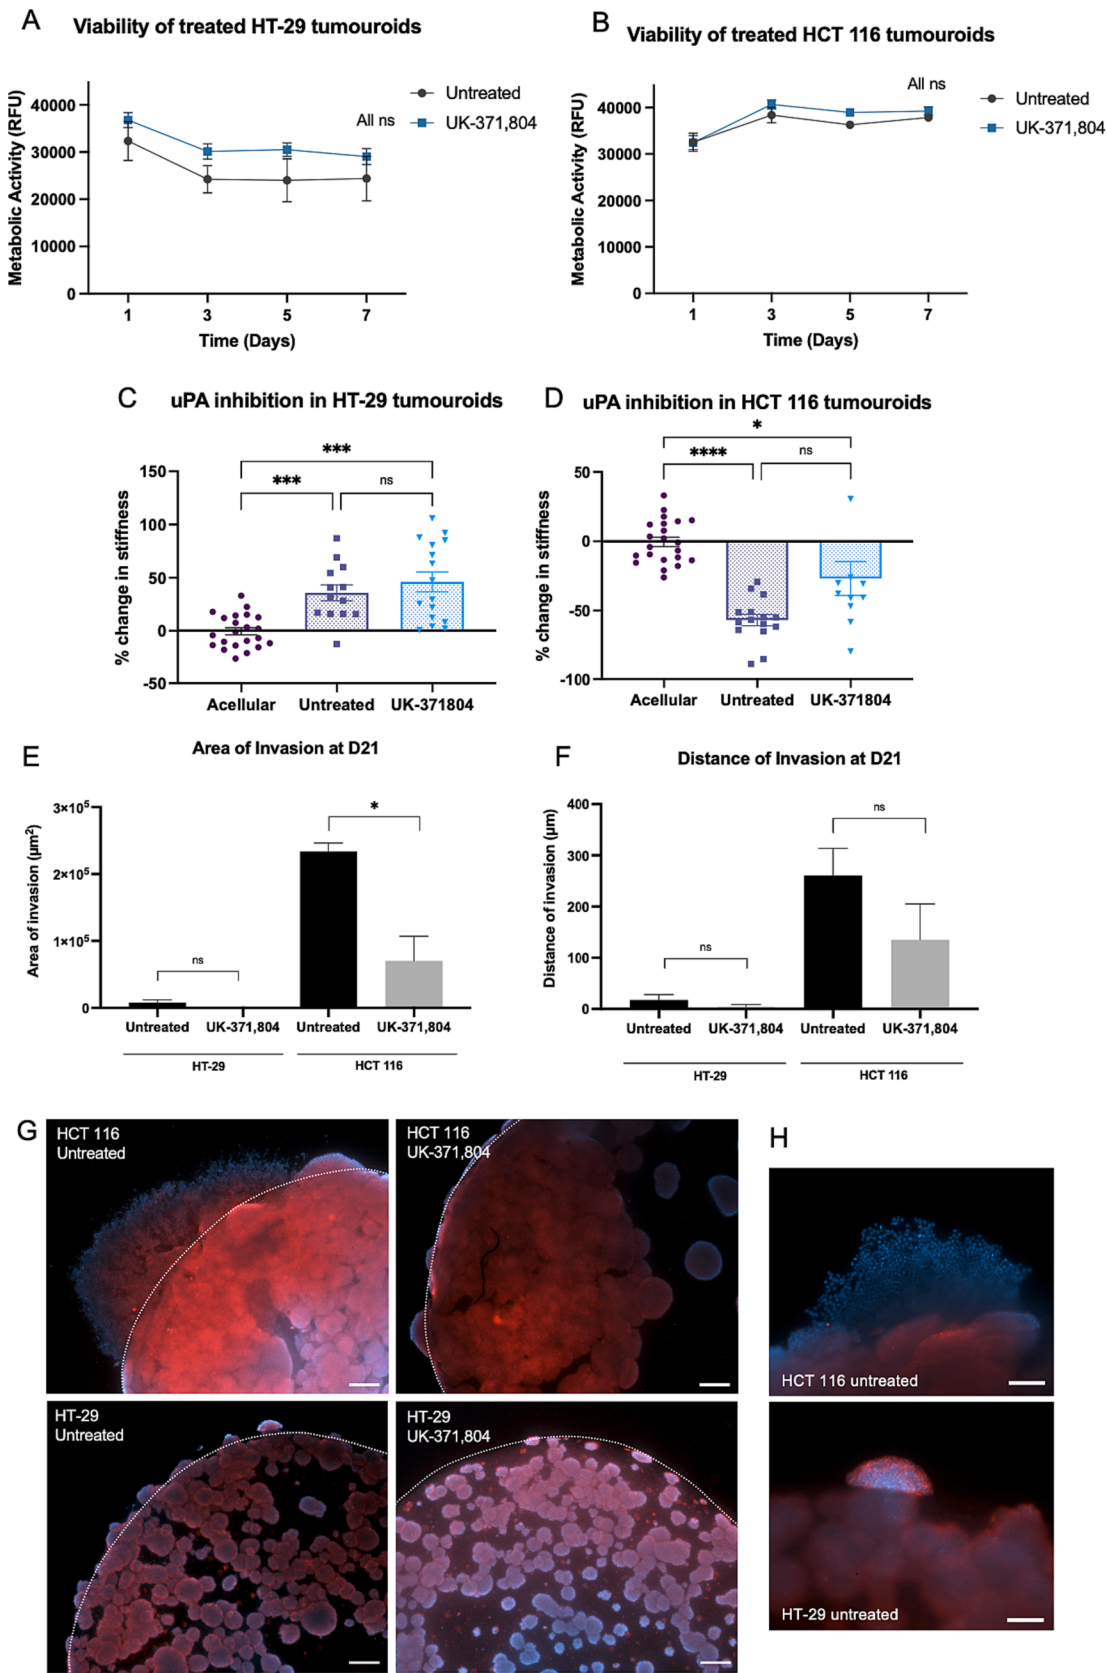 A
Viability of treated HT-29 tumouroids
Metabolic Activity (RFU)
40000
30000
20000
10000
0
1 3 5 7
Time (Days)
All ns
Untreated
UK-371,804
B
Viability of treated HCT 116 tumouroids
Metabolic Activity (RFU)
40000
30000
20000
10000
0
1 3 5 7
Time (Days)
All ns
Untreated
UK-371,804
C
uPA inhibition in HT-29 tumouroids
% change in stiffness
150
100
50
0
-50
***
***
ns
Acellular Untreated UK-371804
D
uPA inhibition in HCT 116 tumouroids
% change in stiffness
50
0
-50
-100
*
****
ns
Acellular Untreated UK-371804
E
Area of Invasion at D21
Area of invasion (µm²)
3×10⁵
2×10⁵
1×10⁵
0
ns
*
Untreated UK-371,804 Untreated UK-371,804
HT-29 HCT 116
F
Distance of Invasion at D21
Distance of invasion (µm)
400
300
200
100
0
ns
ns
Untreated UK-371,804 Untreated UK-371,804
HT-29 HCT 116
G
HCT 116
Untreated
HCT 116
UK-371,804
HT-29
Untreated
HT-29
UK-371,804
H
HCT 116 untreated
HT-29 untreated